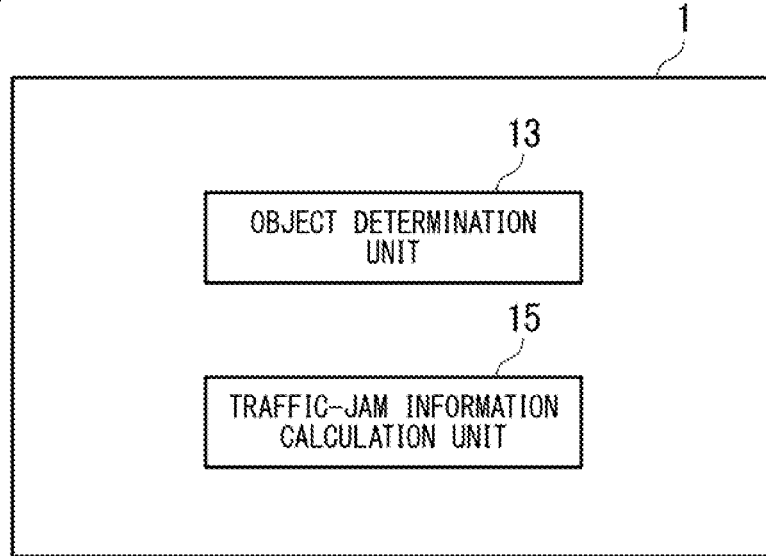 1
13
OBJECT DETERMINATION
UNIT
15
TRAFFIC-JAM INFORMATION
CALCULATION UNIT